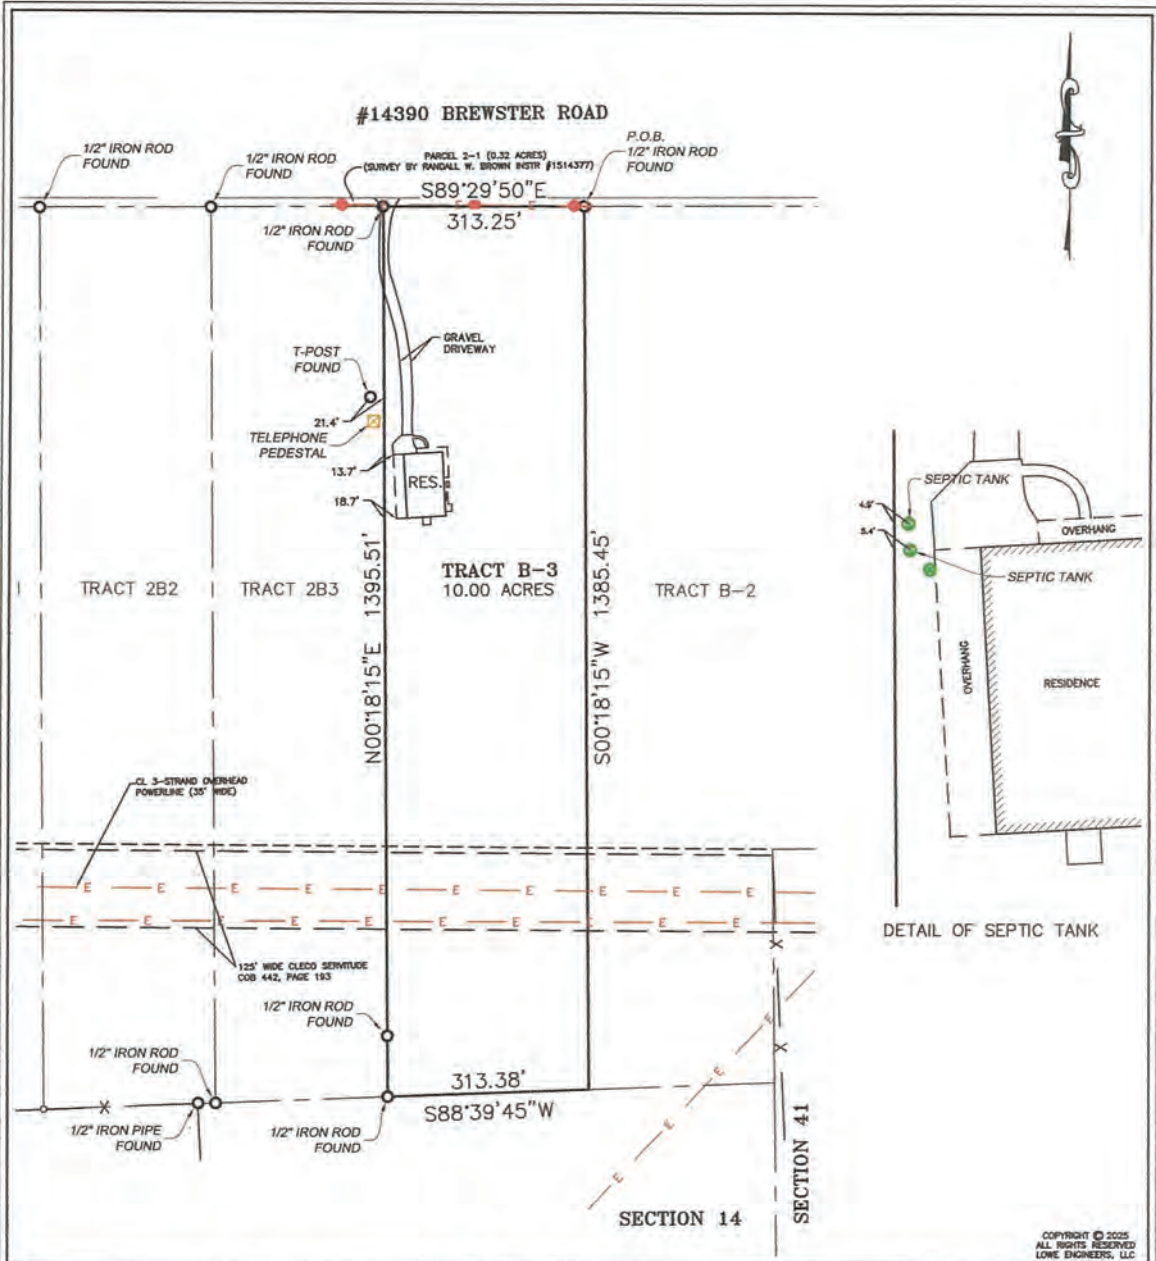 #14390 BREWSTER ROAD
1/2" IRON ROD
FOUND
1/2" IRON ROD
FOUND
PARCEL 2-1 (0.32 ACRES)
(SURVEY BY RANDALL W. BROWN INSTR #1514377)
P.O.B.
1/2" IRON ROD
FOUND
S89°29'50"E
E
E
313.25'
1/2" IRON ROD
FOUND
GRAVEL
DRIVEWAY
T-POST
FOUND
21.4'
TELEPHONE
PEDESTAL
13.7'
RES.
18.7'
TRACT 2B2
TRACT 2B3
N00°18'15"E 1395.51'
TRACT B-3
10.00 ACRES
S00°18'15"W 1385.45'
TRACT B-2
SEPTIC TANK
5.4'
OVERHANG
SEPTIC TANK
OVERHANG
RESIDENCE
DETAIL OF SEPTIC TANK
CL 3-STRAND OVERHEAD
POWERLINE (35' WIDE)
E E E E E E E E E E
E E E E E E E E E E
125' WIDE CLECO SERVITUDE
COB 442, PAGE 193
1/2" IRON ROD
FOUND
1/2" IRON ROD
FOUND
313.38'
S88°39'45"W
1/2" IRON PIPE
FOUND
1/2" IRON ROD
FOUND
E
E
E
E
SECTION 14
SECTION 41
COPYRIGHT © 2025
ALL RIGHTS RESERVED
LOWE ENGINEERS, LLC